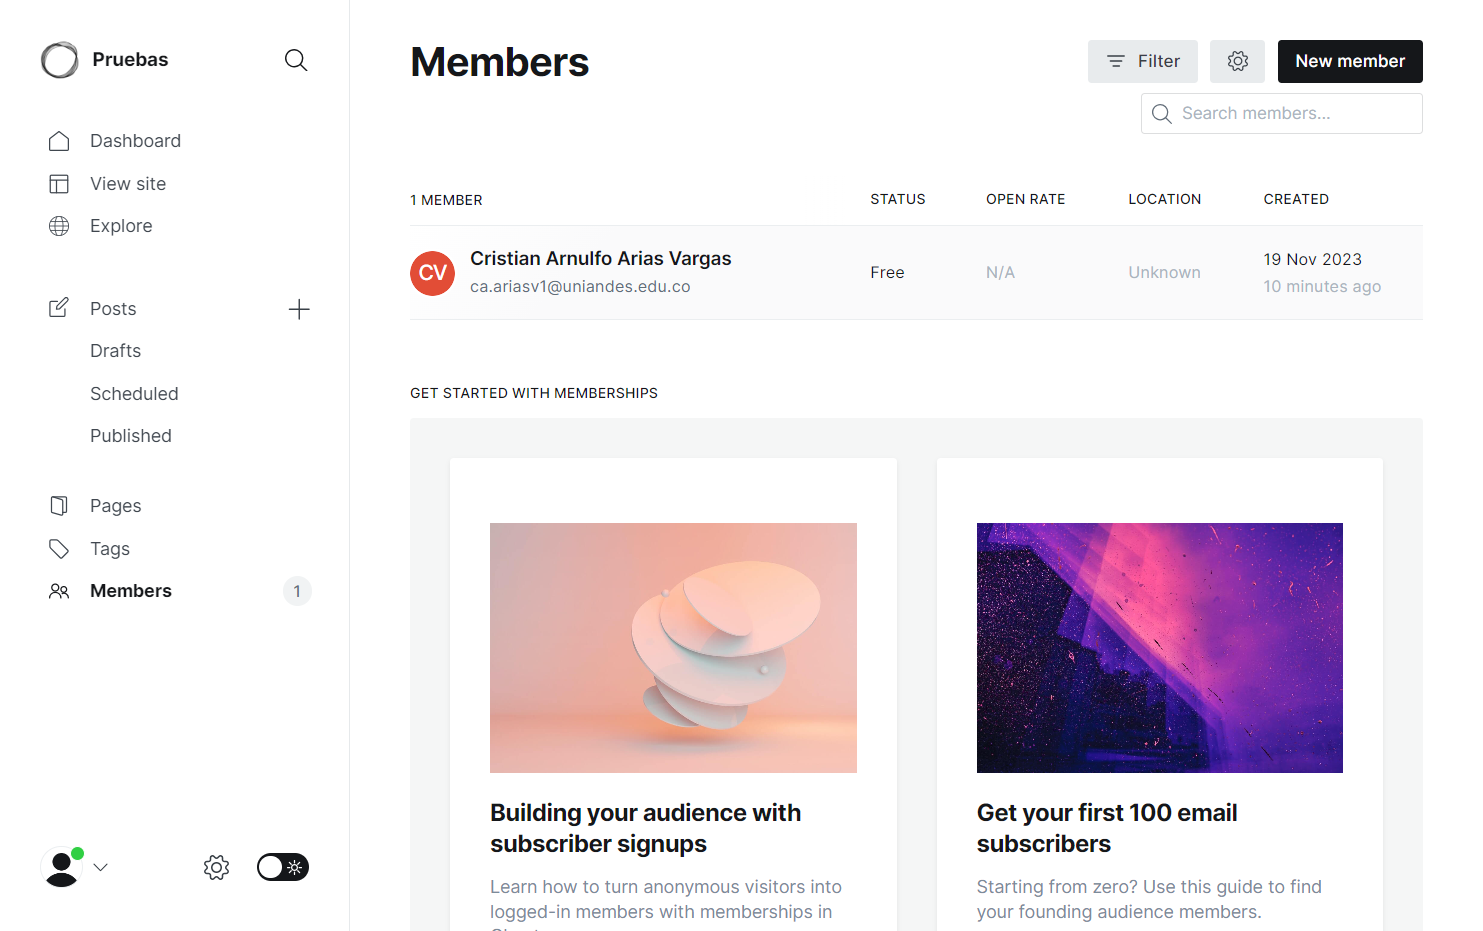 Pruebas
Dashboard
View site
Explore
Posts
Drafts
Scheduled
Published
Pages
Tags
Members
1
Members
Filter
New member
Search members...
1 MEMBER
STATUS
OPEN RATE
LOCATION
CREATED
CV
Cristian Arnulfo Arias Vargas
ca.ariasv1@uniandes.edu.co
Free
N/A
Unknown
19 Nov 2023
10 minutes ago
GET STARTED WITH MEMBERSHIPS
Building your audience with
subscriber signups
Learn how to turn anonymous visitors into
logged-in members with memberships in
Get your first 100 email
subscribers
Starting from zero? Use this guide to find
your founding audience members.